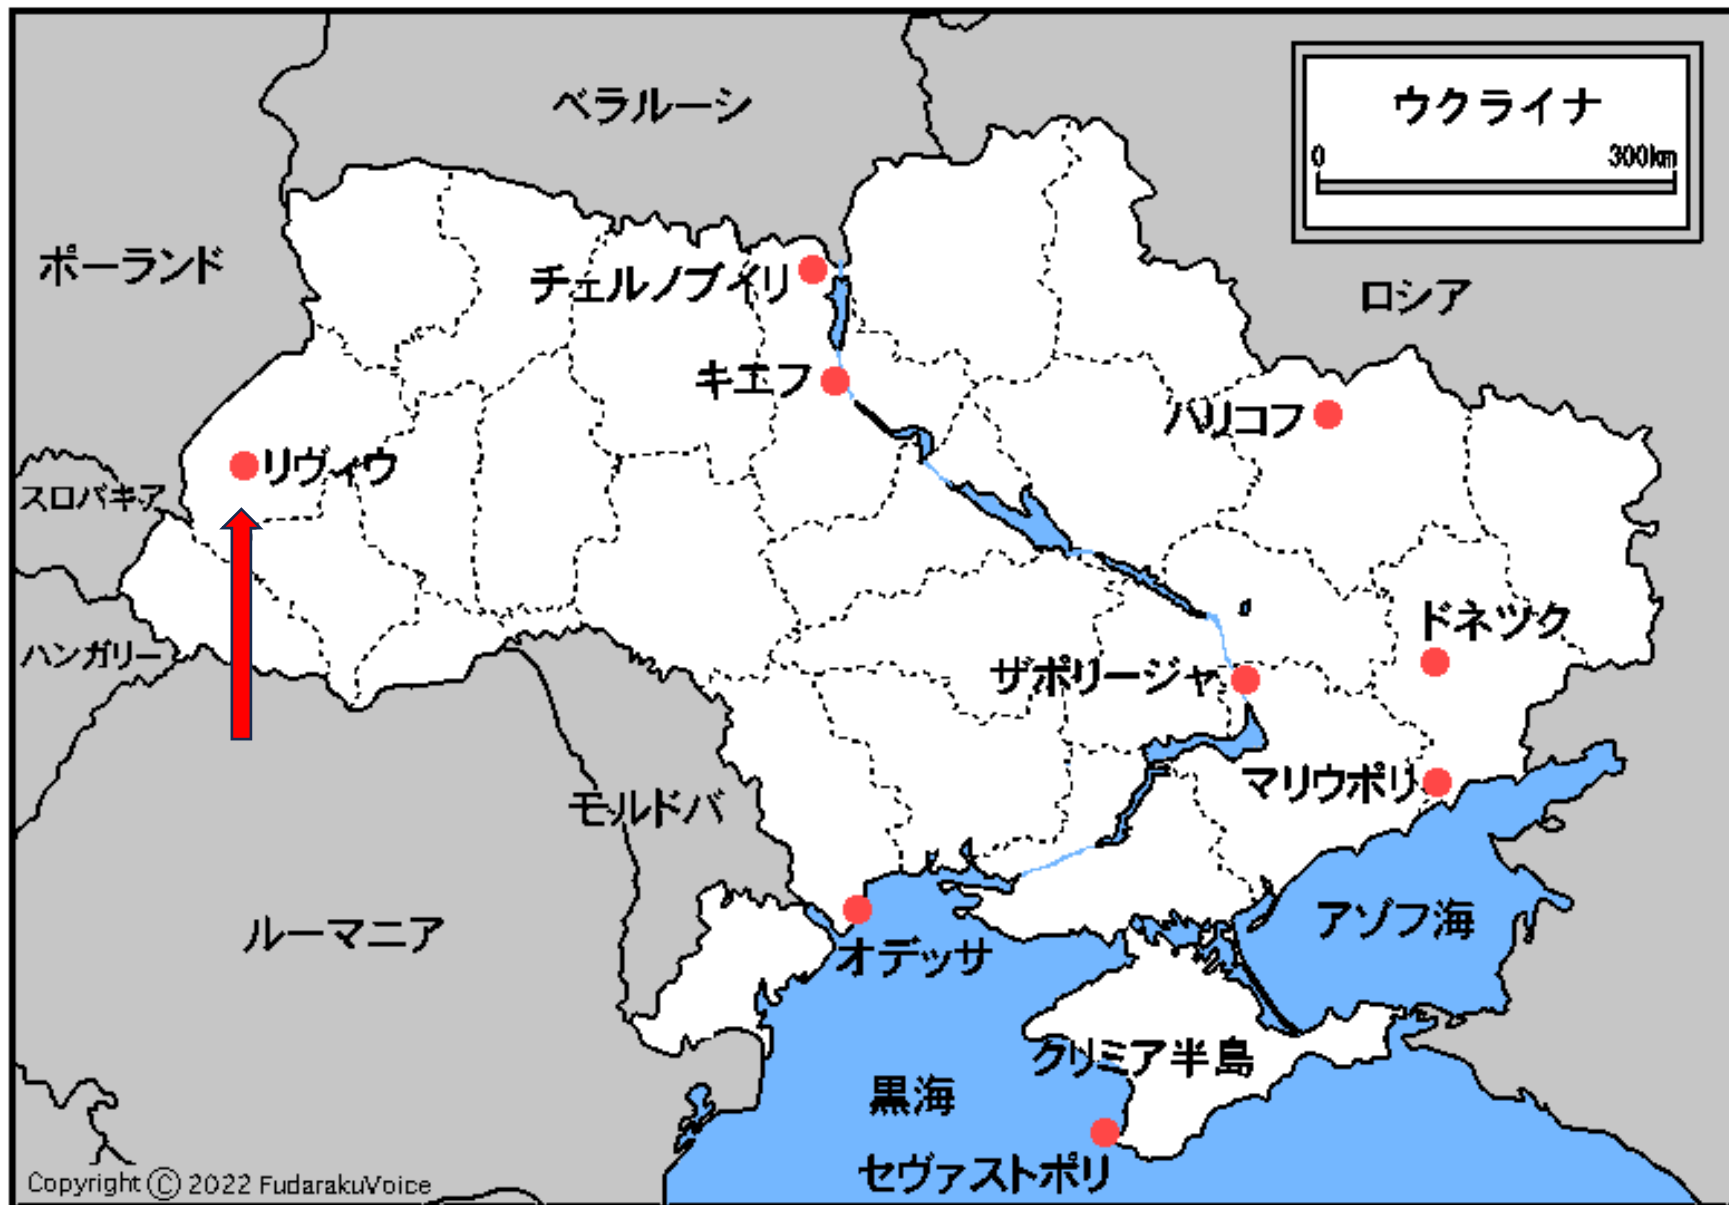 ウクライナ
0 300km
ベラルーシ
ポーランド
チェルノブイリ
ロシア
キエフ
ハリコフ
リヴィウ
スロバキア
ドネツク
ハンガリー
ザポリージャ
マリウポリ
モルドバ
アゾフ海
ルーマニア
オデッサ
クリミア半島
黒海
セヴァストポリ
Copyright © 2022 FudarakuVoice